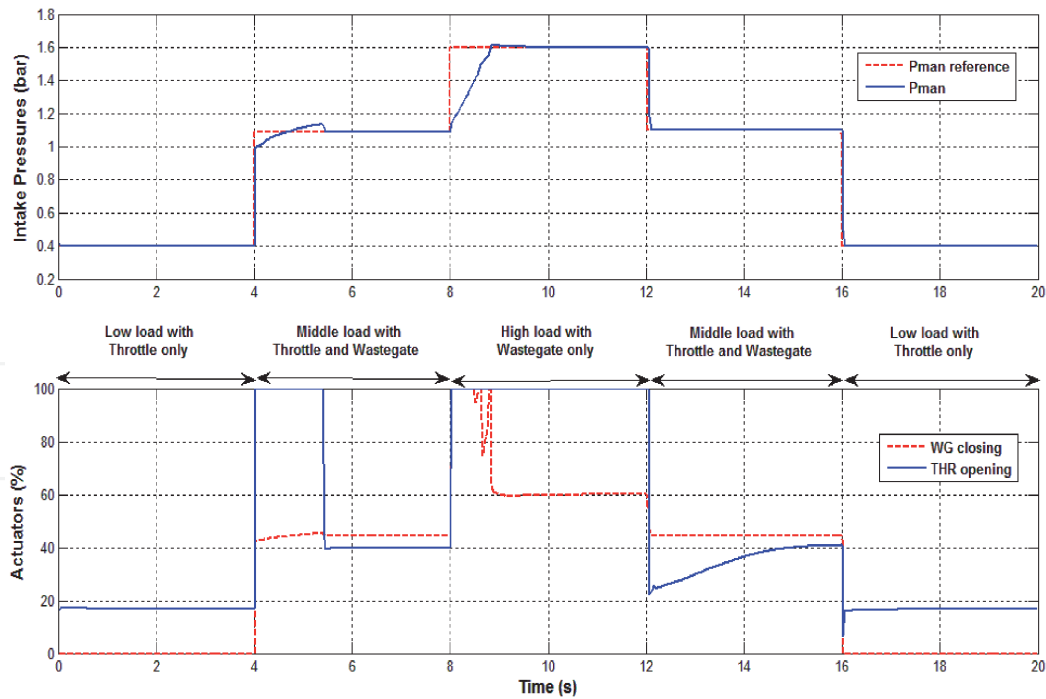 Intake Pressures (bar)
1.8
1.6
1.4
1.2
1
0.8
0.6
0.4
0.2
Pman reference
Pman
0 2 4 6 8 10 12 14 16 18 20
Low load with
Throttle only
Middle load with
Throttle and Wastegate
High load with
Wastegate only
Middle load with
Throttle and Wastegate
Low load with
Throttle only
Actuators (%)
100
80
60
40
20
0
WG closing
THR opening
0 2 4 6 8 10 12 14 16 18 20
Time (s)